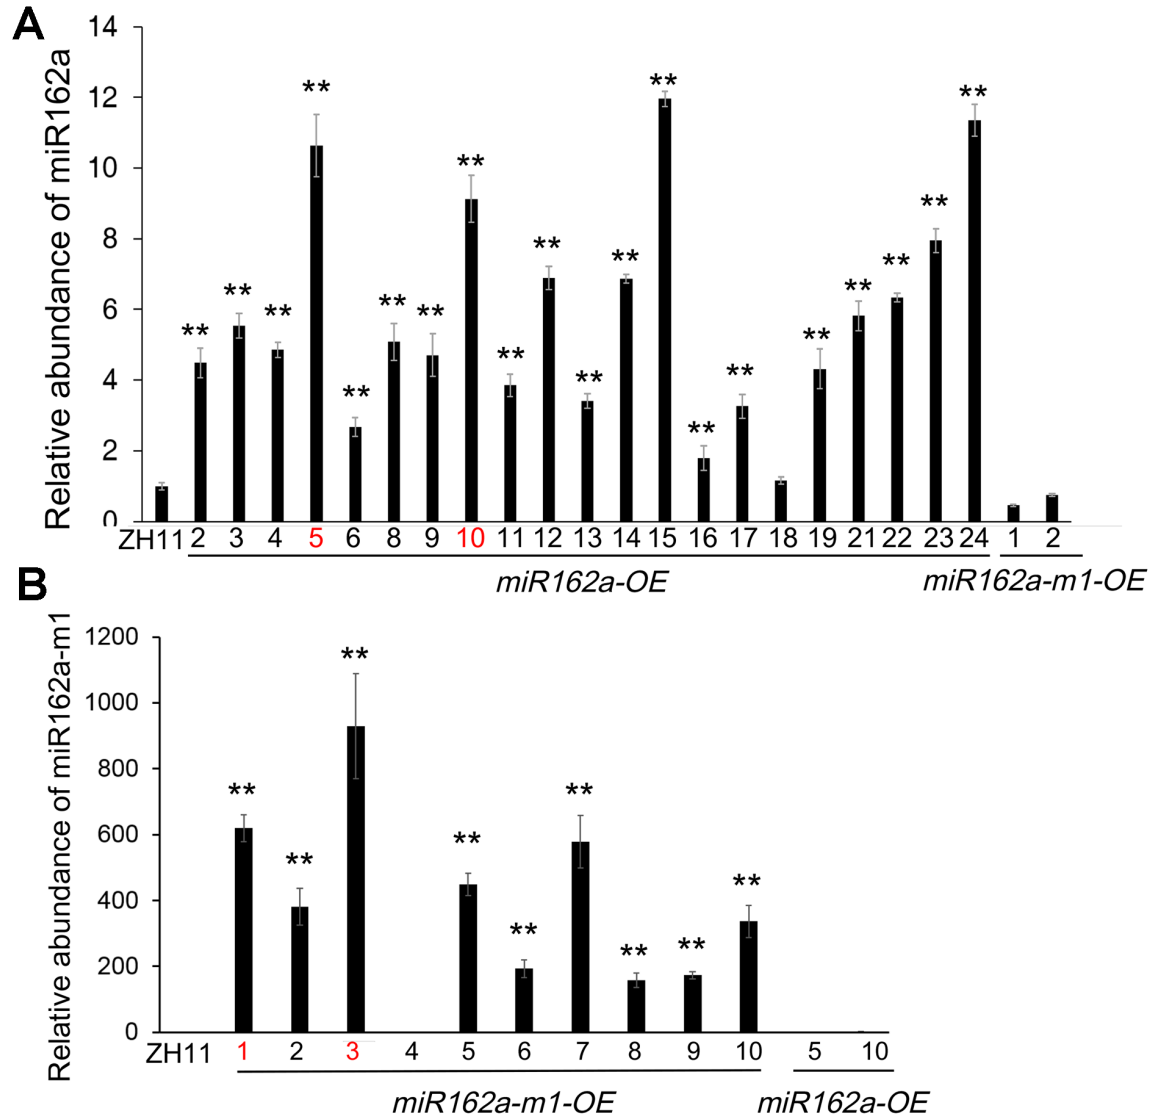 A
Relative abundance of miR162a
14
12
10
8
6
4
2
0
** ** ** ** ** ** ** ** ** ** ** ** ** ** ** ** ** ** ** **
ZH11 2 3 4 5 6 8 9 10 11 12 13 14 15 16 17 18 19 21 22 23 24 1 2
miR162a-OE miR162a-m1-OE
B
Relative abundance of miR162a-m1
1200
1000
800
600
400
200
0
** ** ** ** ** ** ** ** **
ZH11 1 2 3 4 5 6 7 8 9 10 5 10
miR162a-m1-OE miR162a-OE